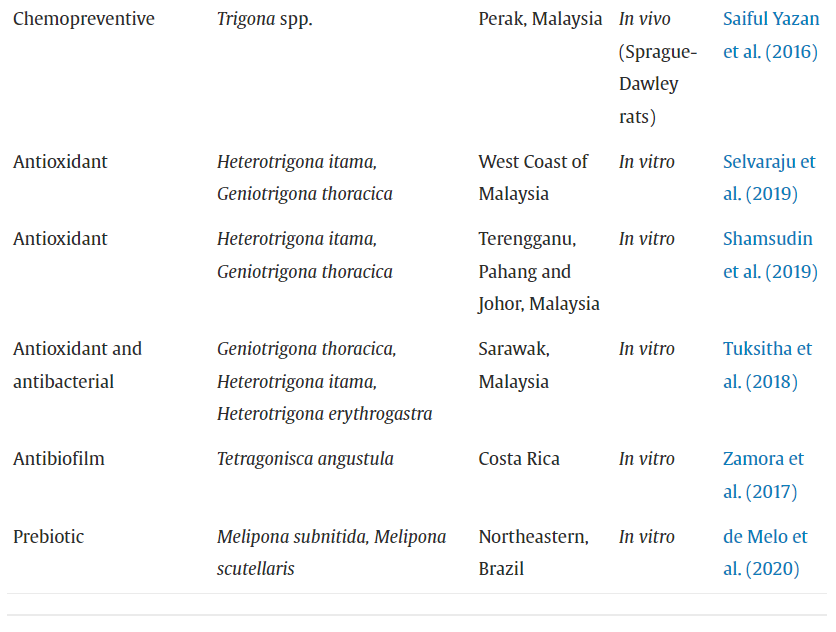 Chemopreventive Trigona spp. Perak, Malaysia In vivo Saiful Yazan
(Sprague- et al. (2016)
Dawley
rats)
Antioxidant Heterotrigona itama, West Coast of In vitro Selvaraju et
Geniotrigona thoracica Malaysia al. (2019)
Antioxidant Heterotrigona itama, Terengganu, In vitro Shamsudin
Geniotrigona thoracica Pahang and et al. (2019)
Johor, Malaysia
Antioxidant and Geniotrigona thoracica, Sarawak, In vitro Tuksitha et
antibacterial Heterotrigona itama, Malaysia al. (2018)
Heterotrigona erythrogastra
Antibiofilm Tetragonisca angustula Costa Rica In vitro Zamora et
al. (2017)
Prebiotic Melipona subnitida, Melipona Northeastern, In vitro de Melo et
scutellaris Brazil al. (2020)